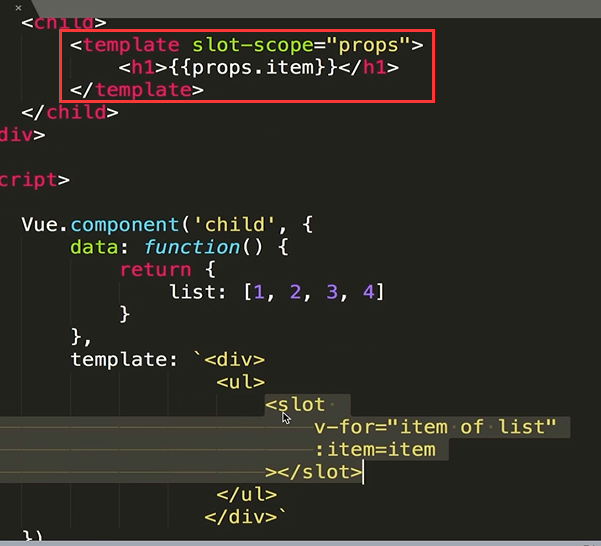 ×
<child>
<template slot-scope="props">
<h1>{{props.item}}</h1>
</template>
</child>
div>
cript>
Vue.component('child', {
data: function() {
return {
list: [1, 2, 3, 4]
}
},
template: `<div>
<ul>
<slot
v-for="item of list"
:item=item
></slot>
</ul>
</div>`
})